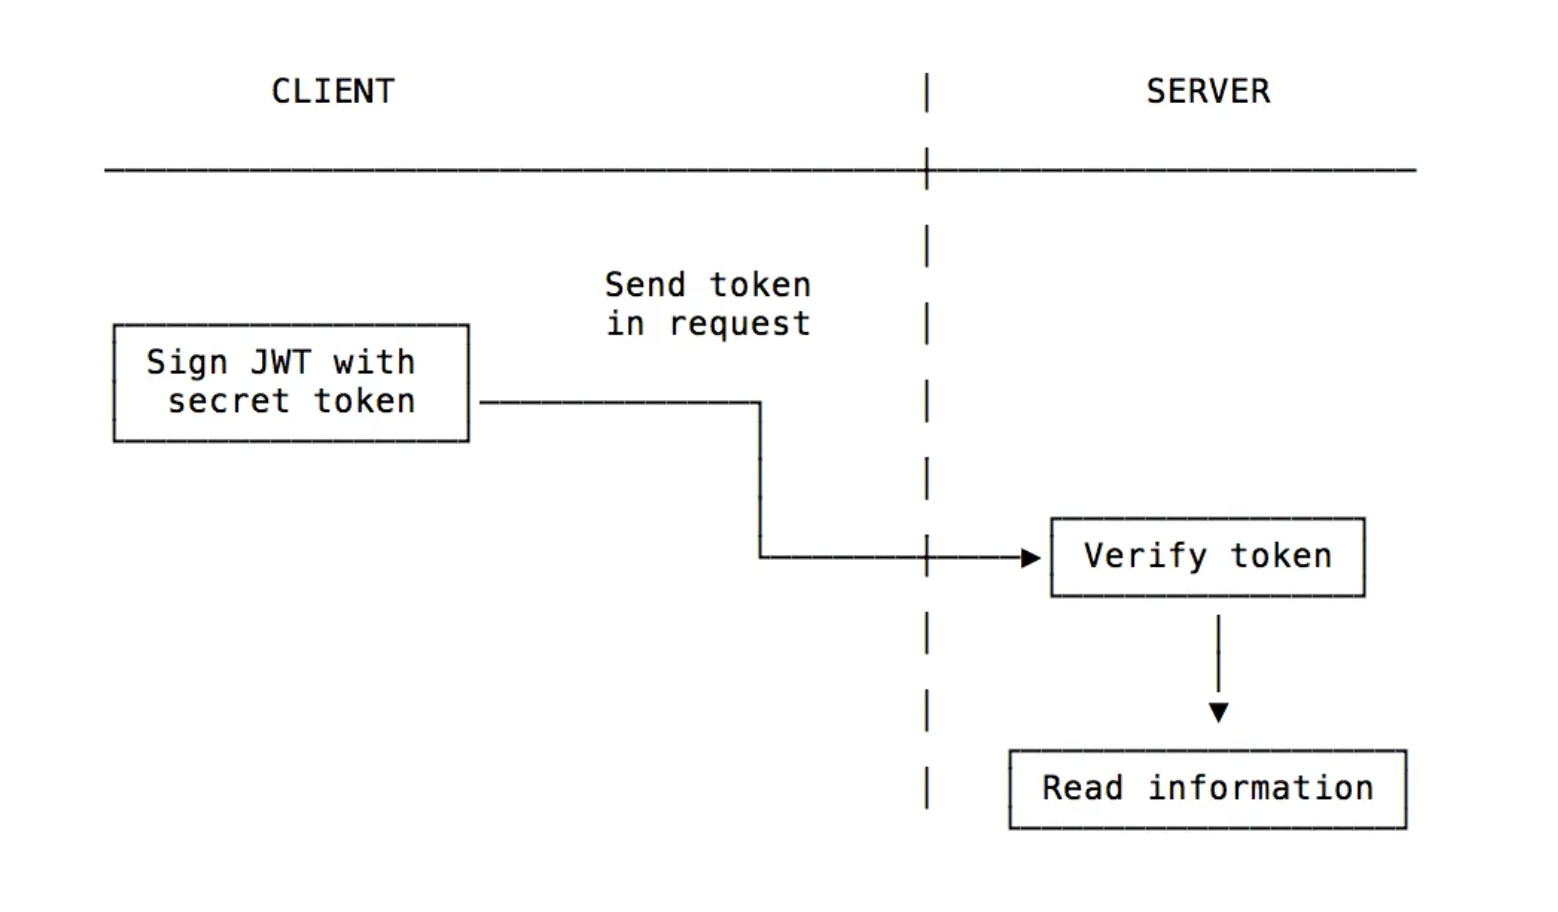 CLIENT
SERVER
Send token
in request
Sign JWT with
secret token
Verify token
Read information